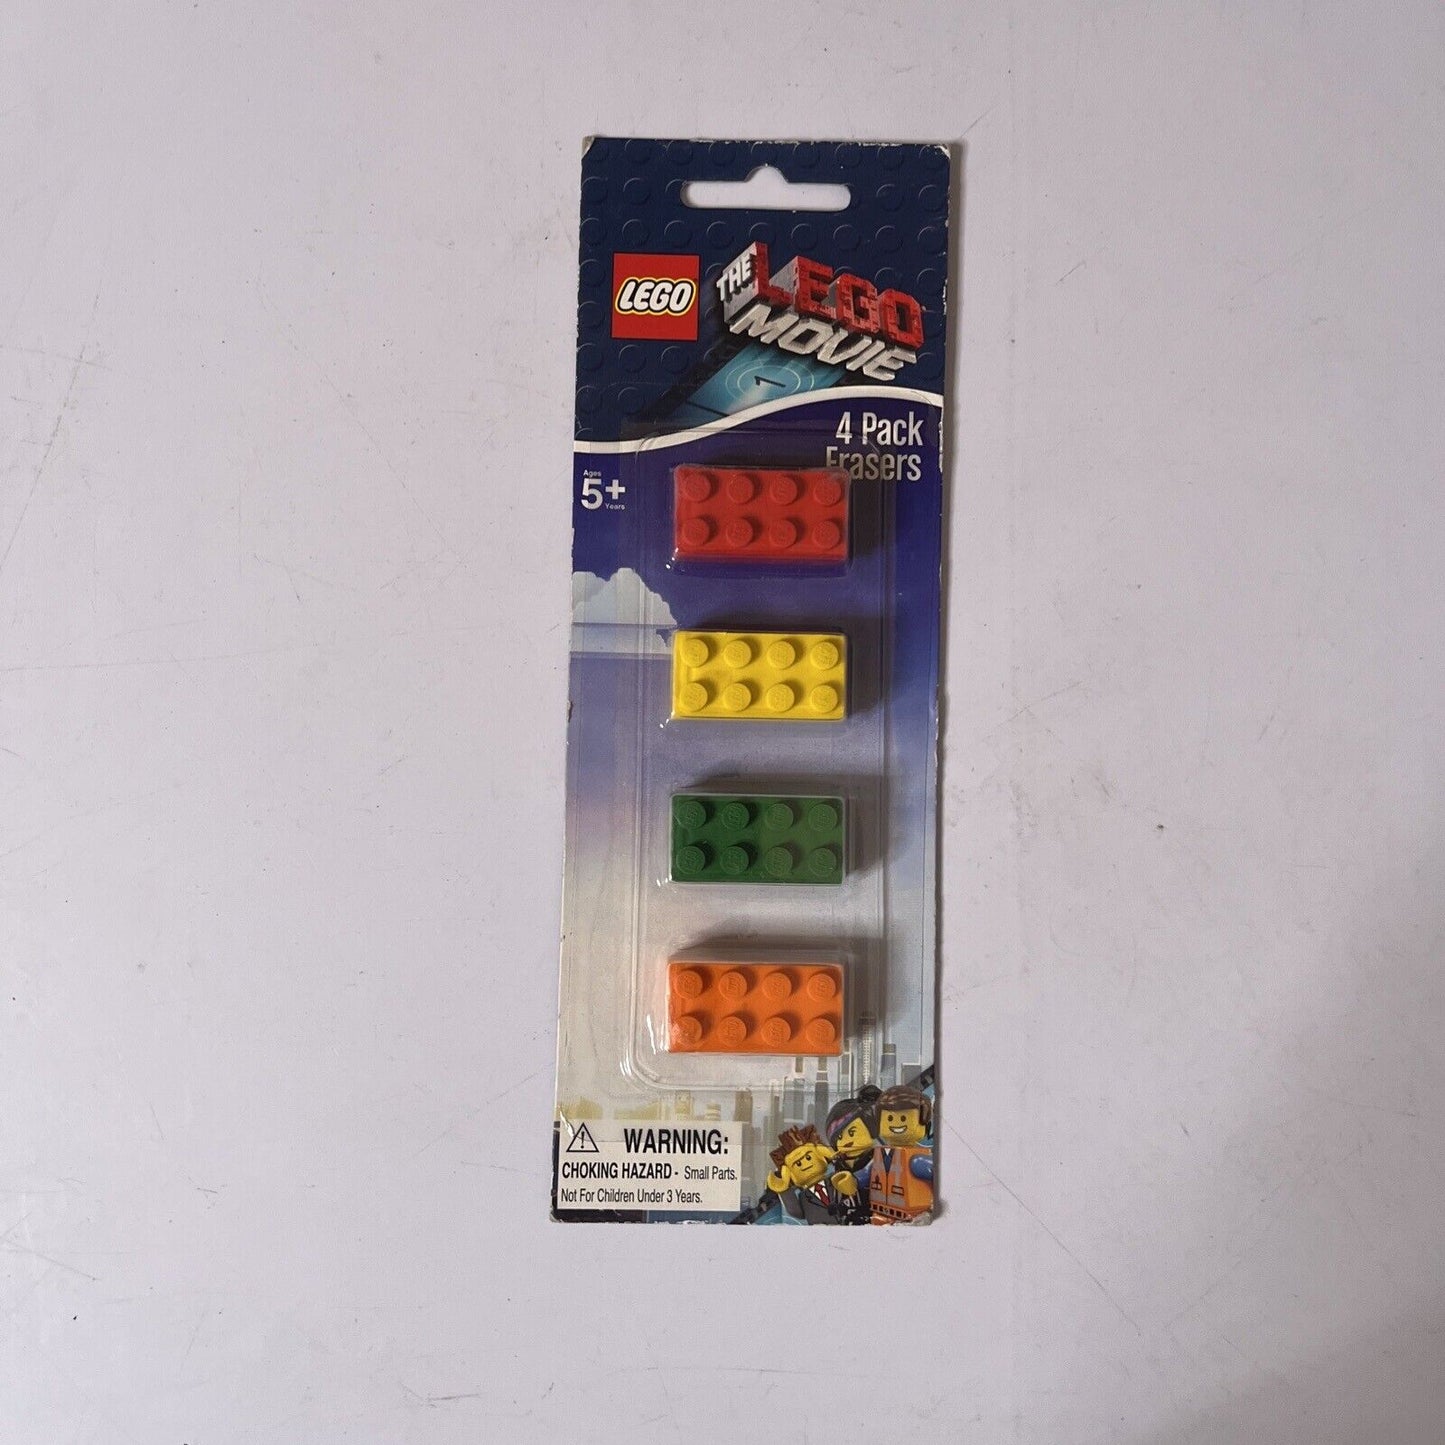 LEGO
THE LEGO MOVIE
1
4 Pack
Erasers
Ages
5+
Years
WARNING:
CHOKING HAZARD - Small Parts.
Not For Children Under 3 Years.